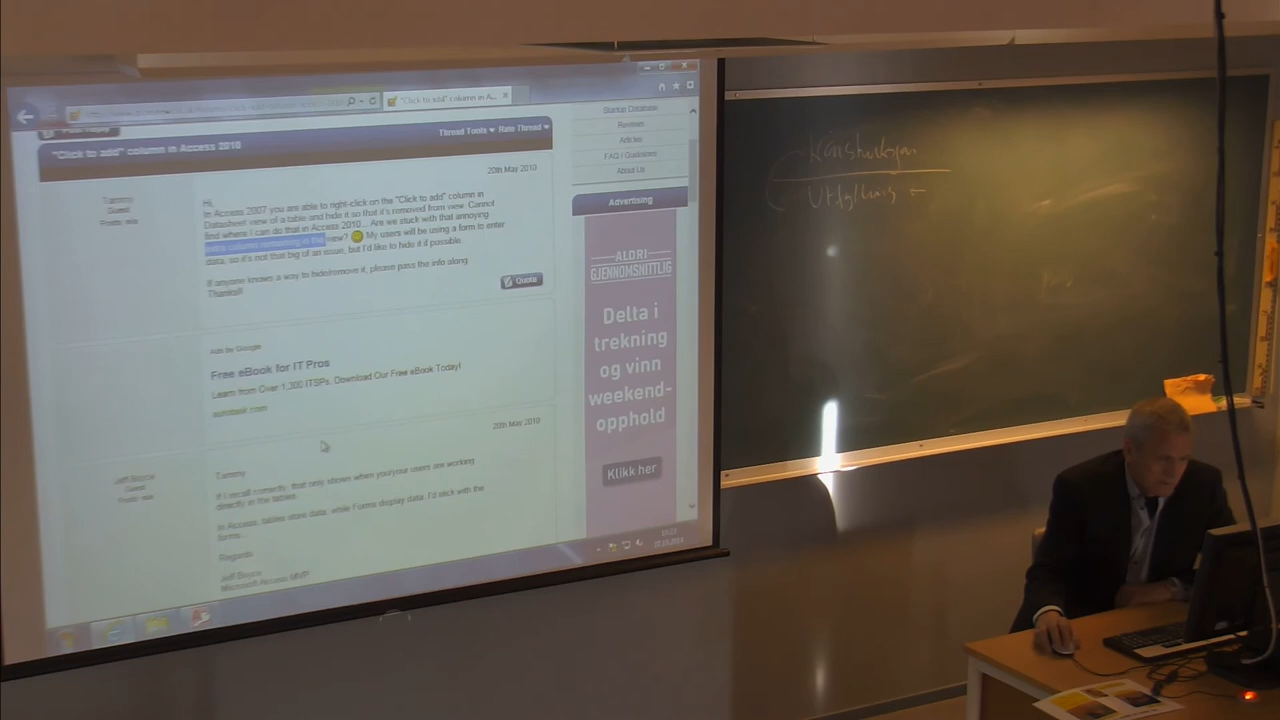 "Click to add" column in A...
Thread Tools Rate Thread
"Click to add" column in Access 2010
20th May 2010
Tammy
Guest
Posts: n/a
Hi,
In Access 2007 you are able to right-click on the "Click to add" column in
Datasheet view of a table and hide it so that it's removed from view. Cannot
find where I can do that in Access 2010... Are we stuck with that annoying
extra column remaining in the view? My users will be using a form to enter
data, so it's not that big of an issue, but I'd like to hide it if possible.
If anyone knows a way to hide/remove it, please pass the info along
Thanks!!!
Quote
Ads by Google
Free eBook for IT Pros
Learn from Over 1,300 ITSPs. Download Our Free eBook Today!
autotask.com
20th May 2010
Jeff Boyce
Guest
Posts: n/a
Tammy
If I recall correctly, that only shows when you/your users are working
directly in the tables.
In Access, tables store data, while Forms display data. I'd stick with the
forms...
Regards
Jeff Boyce
Microsoft Access MVP
Startup Database
Reviews
Articles
FAQ / Guidelines
About Us
Advertising
ALDRI
GJENNOMSNITTLIG
Delta i
trekning
og vinn
weekend-
opphold
Klikk her